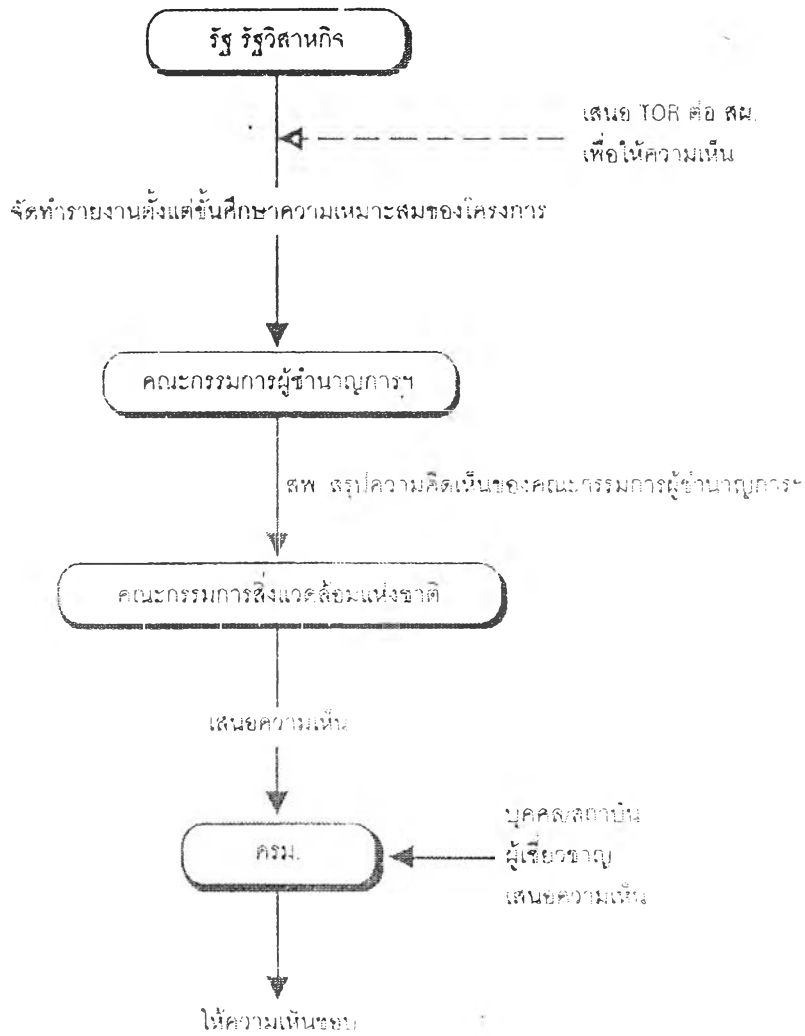 รัฐ รัฐวิสาหกิจ
เสนอ TOR ต่อ สผ.
เพื่อให้ความเห็น
จัดทำรายงานตั้งแต่ขั้นศึกษาความเหมาะสมของโครงการ
คณะกรรมการผู้ชำนาญการฯ
สผ สรุปความคิดเห็นของคณะกรรมการผู้ชำนาญการฯ
คณะกรรมการสิ่งแวดล้อมแห่งชาติ
เสนอความเห็น
บุคคล/สถาบัน
ครม.
ผู้เชี่ยวชาญ
เสนอความเห็น
ให้ความเห็นชอบ